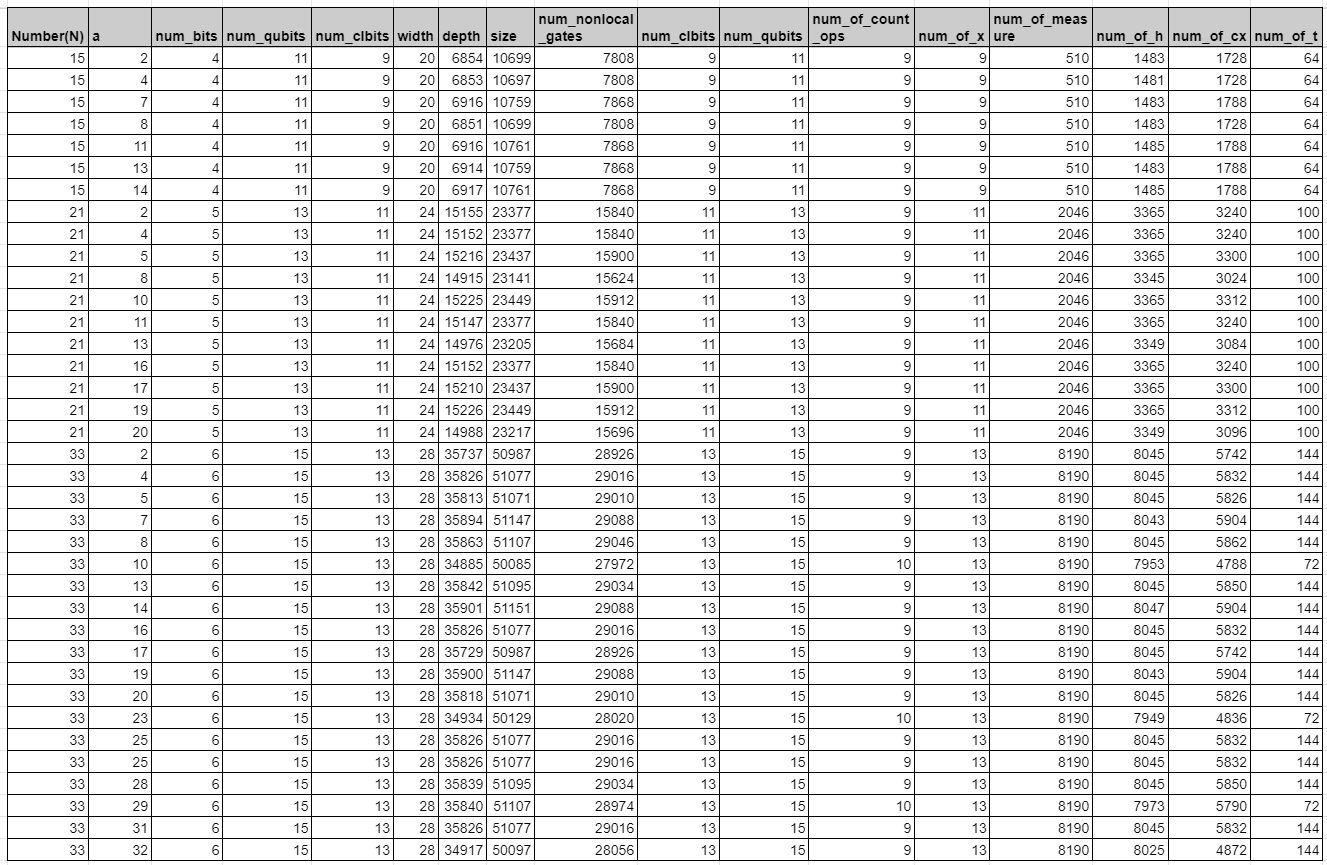 Number(N) a num_bits num_qubits num_clbits width depth size num_nonlocal_gates num_clbits num_qubits num_of_count_ops num_of_x num_of_measure num_of_h num_of_cx num_of_t
15 2 4 11 9 20 6854 10699 7808 9 11 9 9 510 1483 1728 64
15 4 4 11 9 20 6853 10697 7808 9 11 9 9 510 1481 1728 64
15 7 4 11 9 20 6916 10759 7868 9 11 9 9 510 1483 1788 64
15 8 4 11 9 20 6851 10699 7808 9 11 9 9 510 1483 1728 64
15 11 4 11 9 20 6916 10761 7868 9 11 9 9 510 1485 1788 64
15 13 4 11 9 20 6914 10759 7868 9 11 9 9 510 1483 1788 64
15 14 4 11 9 20 6917 10761 7868 9 11 9 9 510 1485 1788 64
21 2 5 13 11 24 15155 23377 15840 11 13 9 11 2046 3365 3240 100
21 4 5 13 11 24 15152 23377 15840 11 13 9 11 2046 3365 3240 100
21 5 5 13 11 24 15216 23437 15900 11 13 9 11 2046 3365 3300 100
21 8 5 13 11 24 14915 23141 15624 11 13 9 11 2046 3345 3024 100
21 10 5 13 11 24 15225 23449 15912 11 13 9 11 2046 3365 3312 100
21 11 5 13 11 24 15147 23377 15840 11 13 9 11 2046 3365 3240 100
21 13 5 13 11 24 14976 23205 15684 11 13 9 11 2046 3349 3084 100
21 16 5 13 11 24 15152 23377 15840 11 13 9 11 2046 3365 3240 100
21 17 5 13 11 24 15210 23437 15900 11 13 9 11 2046 3365 3300 100
21 19 5 13 11 24 15226 23449 15912 11 13 9 11 2046 3365 3312 100
21 20 5 13 11 24 14988 23217 15696 11 13 9 11 2046 3349 3096 100
33 2 6 15 13 28 35737 50987 28926 13 15 9 13 8190 8045 5742 144
33 4 6 15 13 28 35826 51077 29016 13 15 9 13 8190 8045 5832 144
33 5 6 15 13 28 35813 51071 29010 13 15 9 13 8190 8045 5826 144
33 7 6 15 13 28 35894 51147 29088 13 15 9 13 8190 8043 5904 144
33 8 6 15 13 28 35863 51107 29046 13 15 9 13 8190 8045 5862 144
33 10 6 15 13 28 34885 50085 27972 13 15 10 13 8190 7953 4788 72
33 13 6 15 13 28 35842 51095 29034 13 15 9 13 8190 8045 5850 144
33 14 6 15 13 28 35901 51151 29088 13 15 9 13 8190 8047 5904 144
33 16 6 15 13 28 35826 51077 29016 13 15 9 13 8190 8045 5832 144
33 17 6 15 13 28 35729 50987 28926 13 15 9 13 8190 8045 5742 144
33 19 6 15 13 28 35900 51147 29088 13 15 9 13 8190 8043 5904 144
33 20 6 15 13 28 35818 51071 29010 13 15 9 13 8190 8045 5826 144
33 23 6 15 13 28 34934 50129 28020 13 15 10 13 8190 7949 4836 72
33 25 6 15 13 28 35826 51077 29016 13 15 9 13 8190 8045 5832 144
33 25 6 15 13 28 35826 51077 29016 13 15 9 13 8190 8045 5832 144
33 28 6 15 13 28 35839 51095 29034 13 15 9 13 8190 8045 5850 144
33 29 6 15 13 28 35840 51107 28974 13 15 10 13 8190 7973 5790 72
33 31 6 15 13 28 35826 51077 29016 13 15 9 13 8190 8045 5832 144
33 32 6 15 13 28 34917 50097 28056 13 15 9 13 8190 8025 4872 144